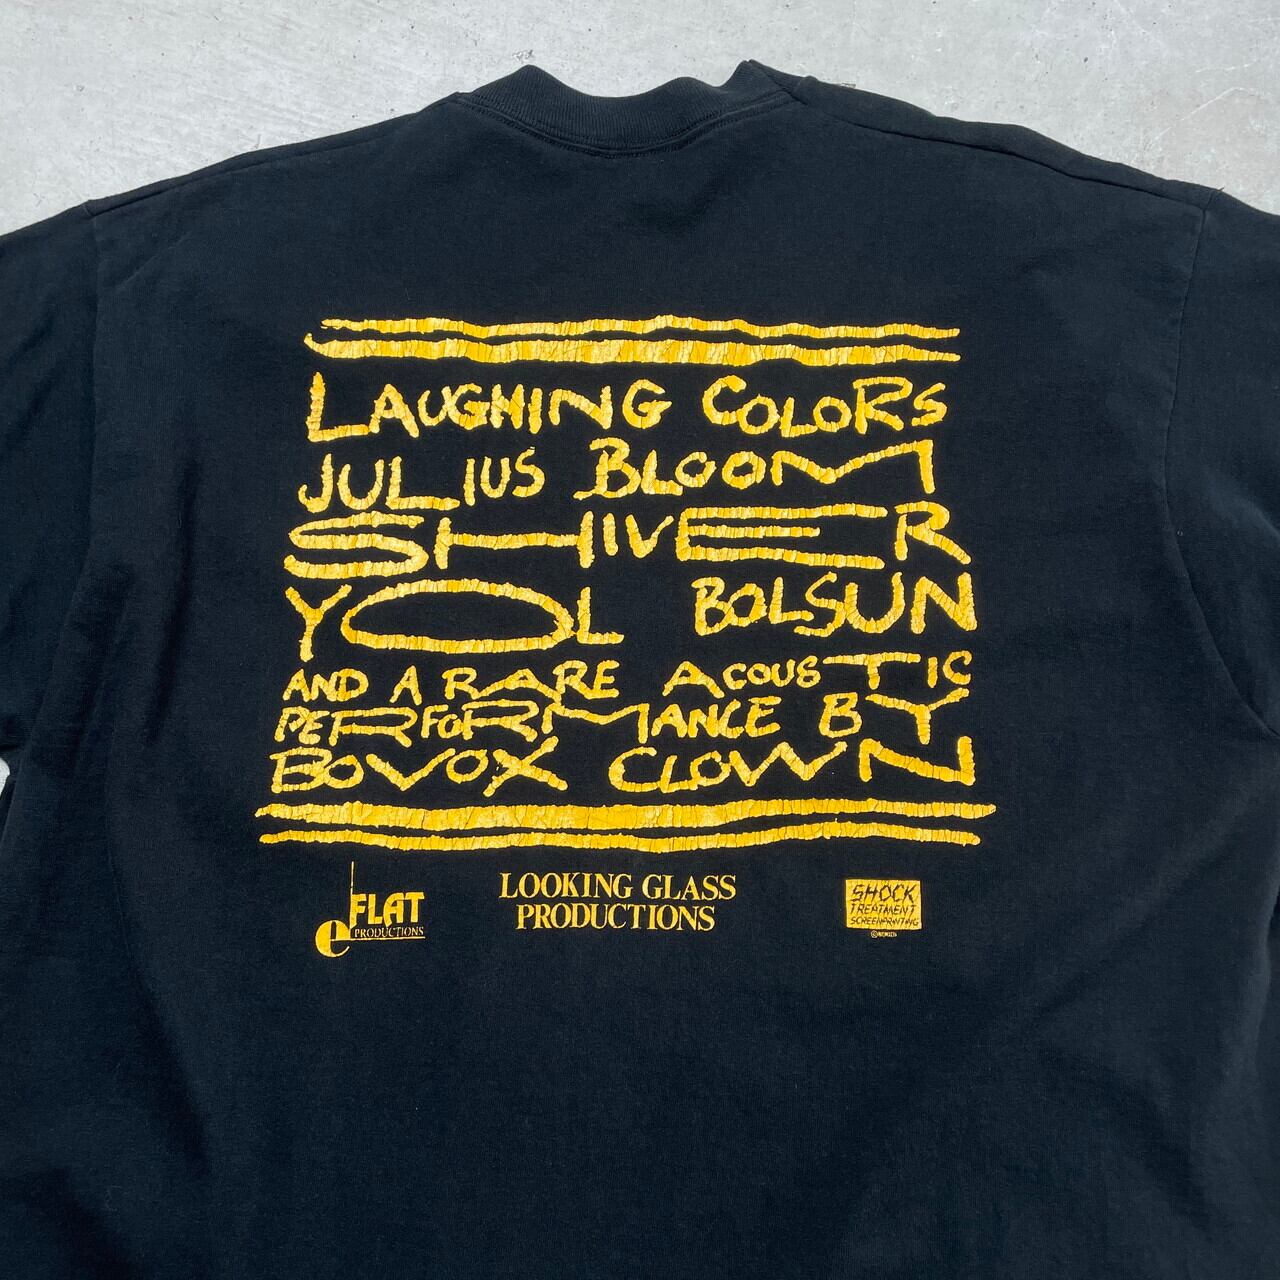 LAUGHING COLORS
JULIUS BLOOM
SHIVER
YOL BOLSUN
AND A RARE ACOUSTIC
PERFORMANCE BY
BOVOX CLOWN
e FLAT
PRODUCTIONS
LOOKING GLASS
PRODUCTIONS
SHOCK
TREATMENT
SCREENPRINTING